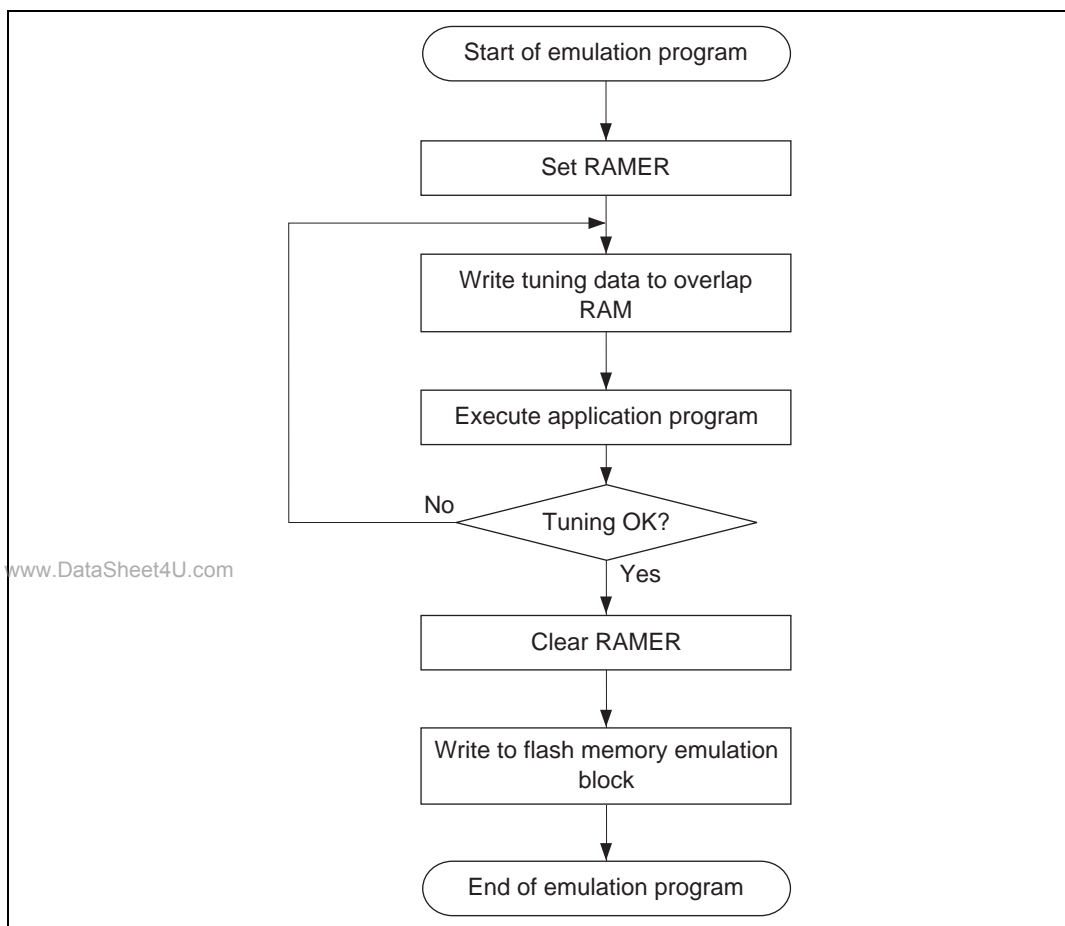 Start of emulation program
Set RAMER
Write tuning data to overlap
RAM
Execute application program
No
Tuning OK?
www.DataSheet4U.com
Yes
Clear RAMER
Write to flash memory emulation
block
End of emulation program